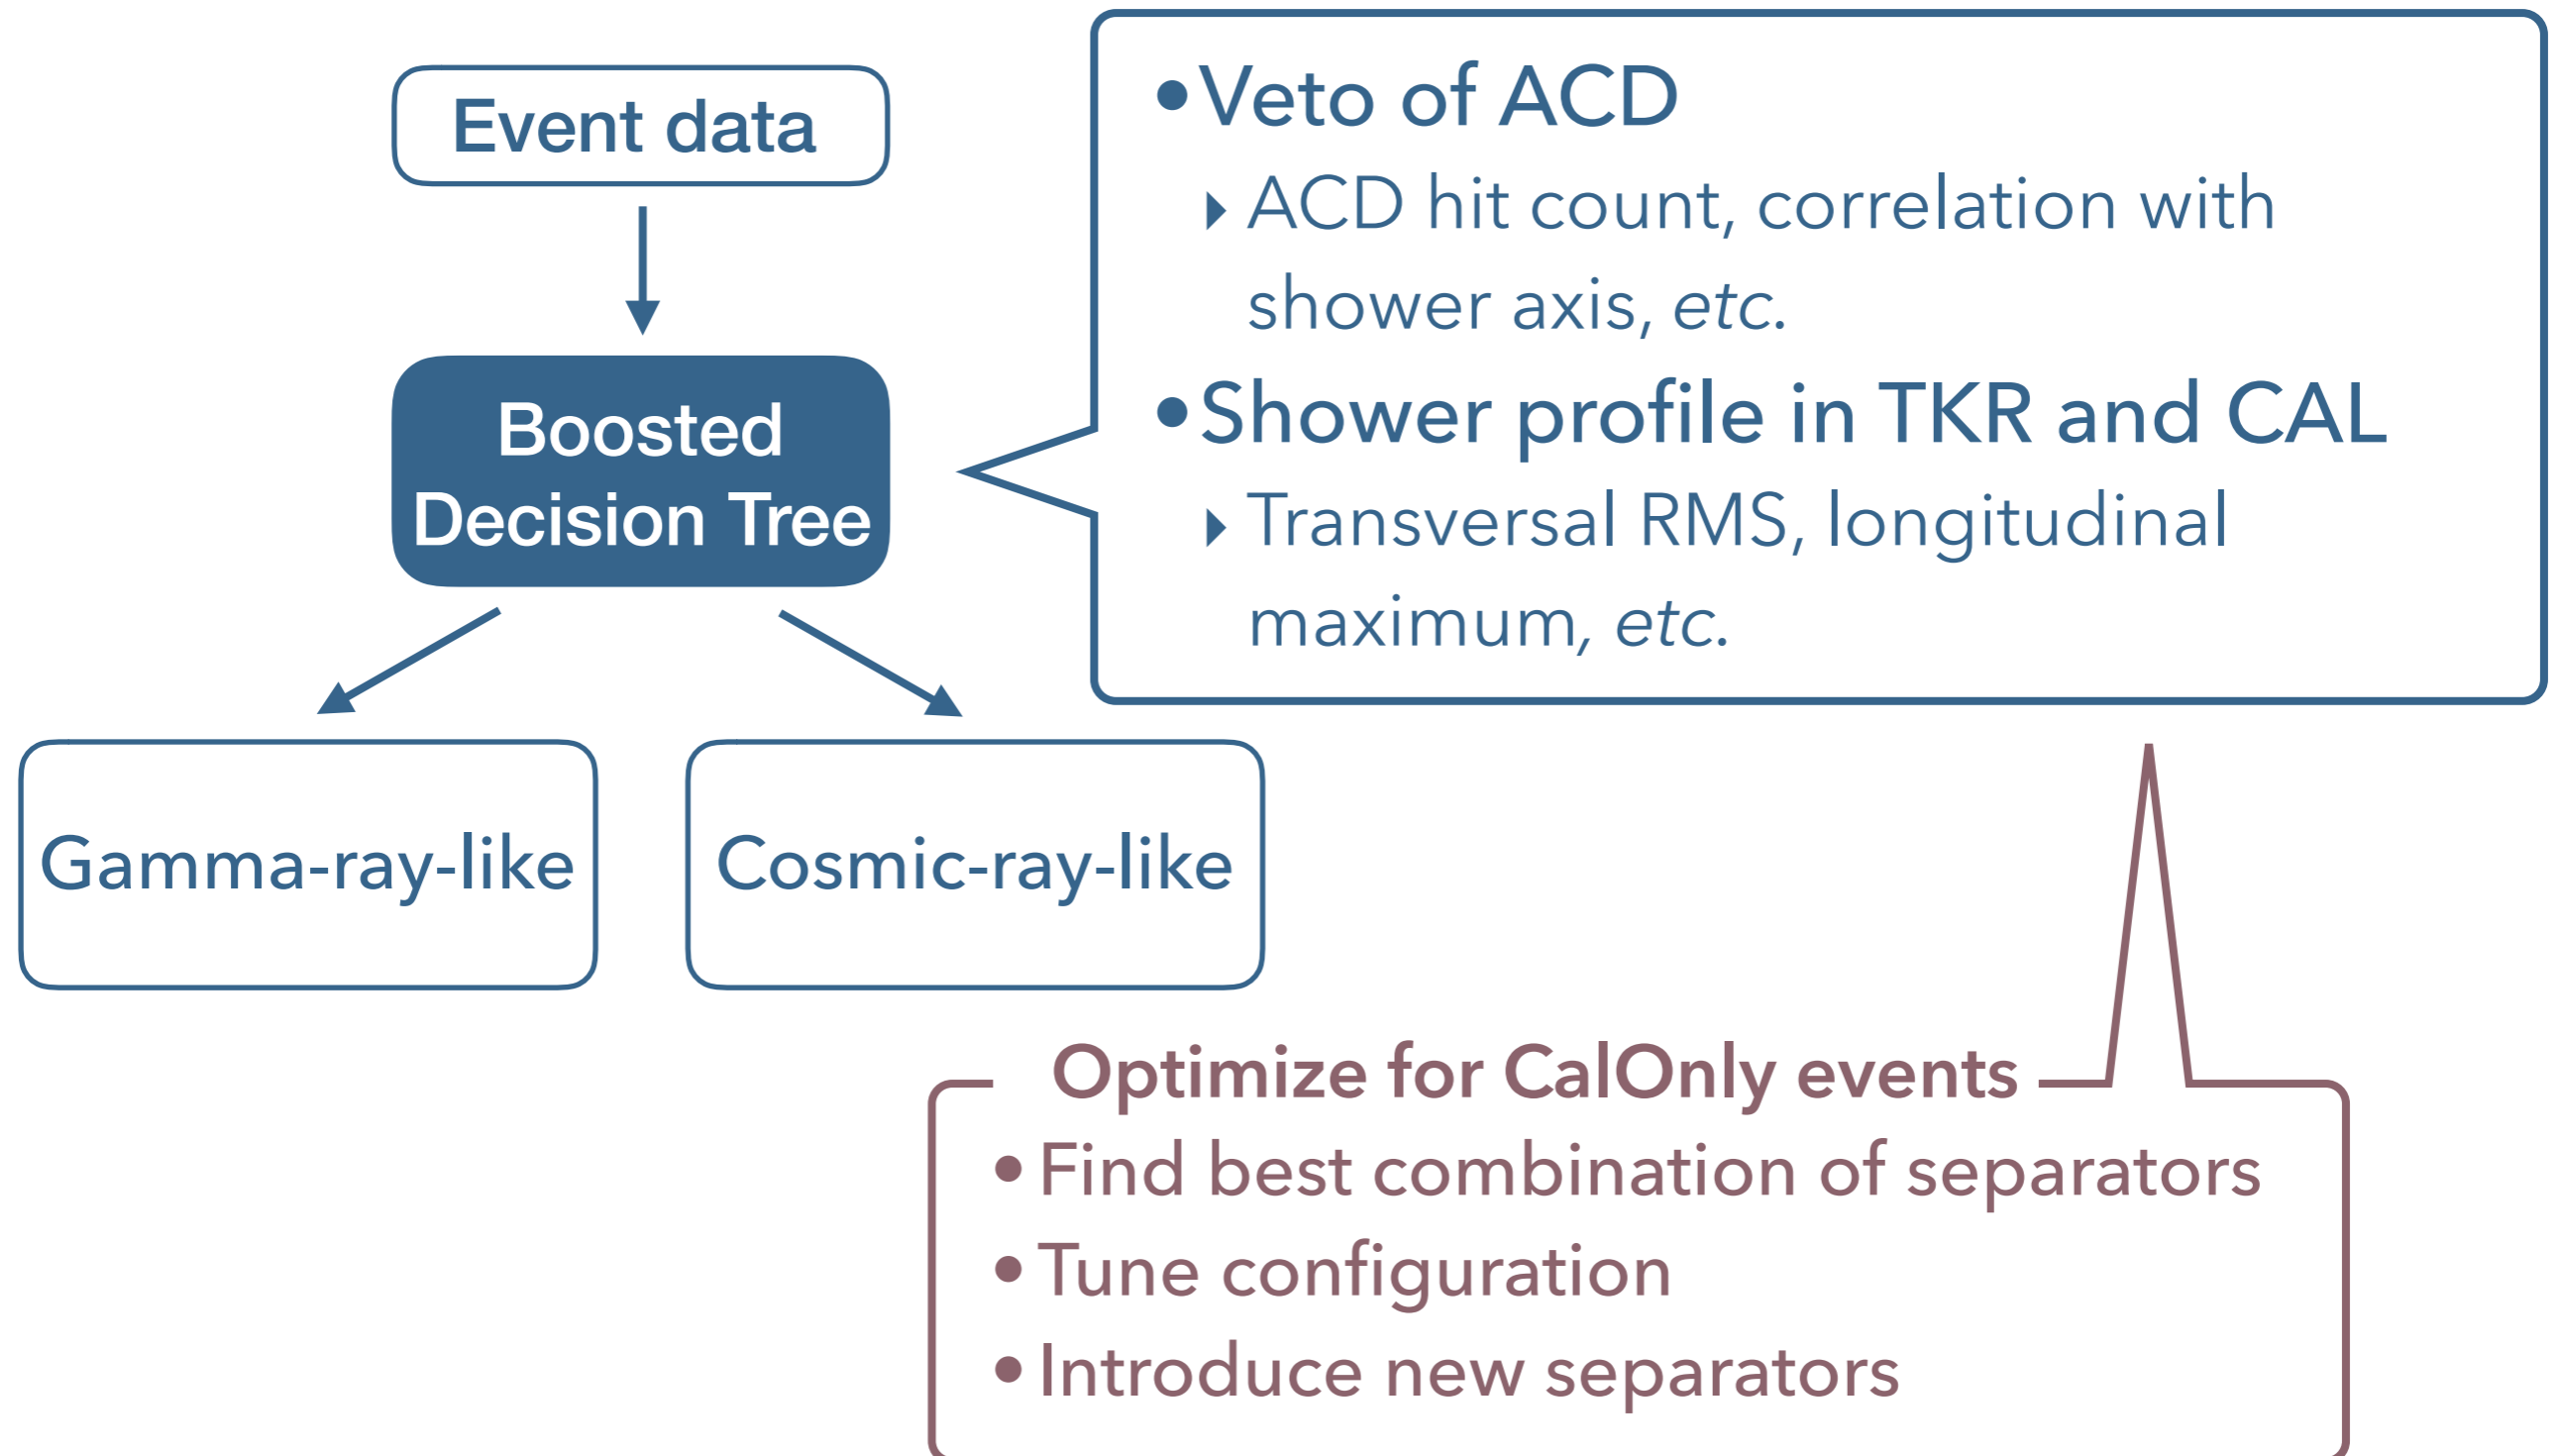 Event data
Boosted
Decision Tree
Gamma-ray-like
Cosmic-ray-like
•Veto of ACD
‣ ACD hit count, correlation with
shower axis, etc.
•Shower profile in TKR and CAL
‣ Transversal RMS, longitudinal
maximum, etc.
Optimize for CalOnly events
•Find best combination of separators
•Tune configuration
•Introduce new separators